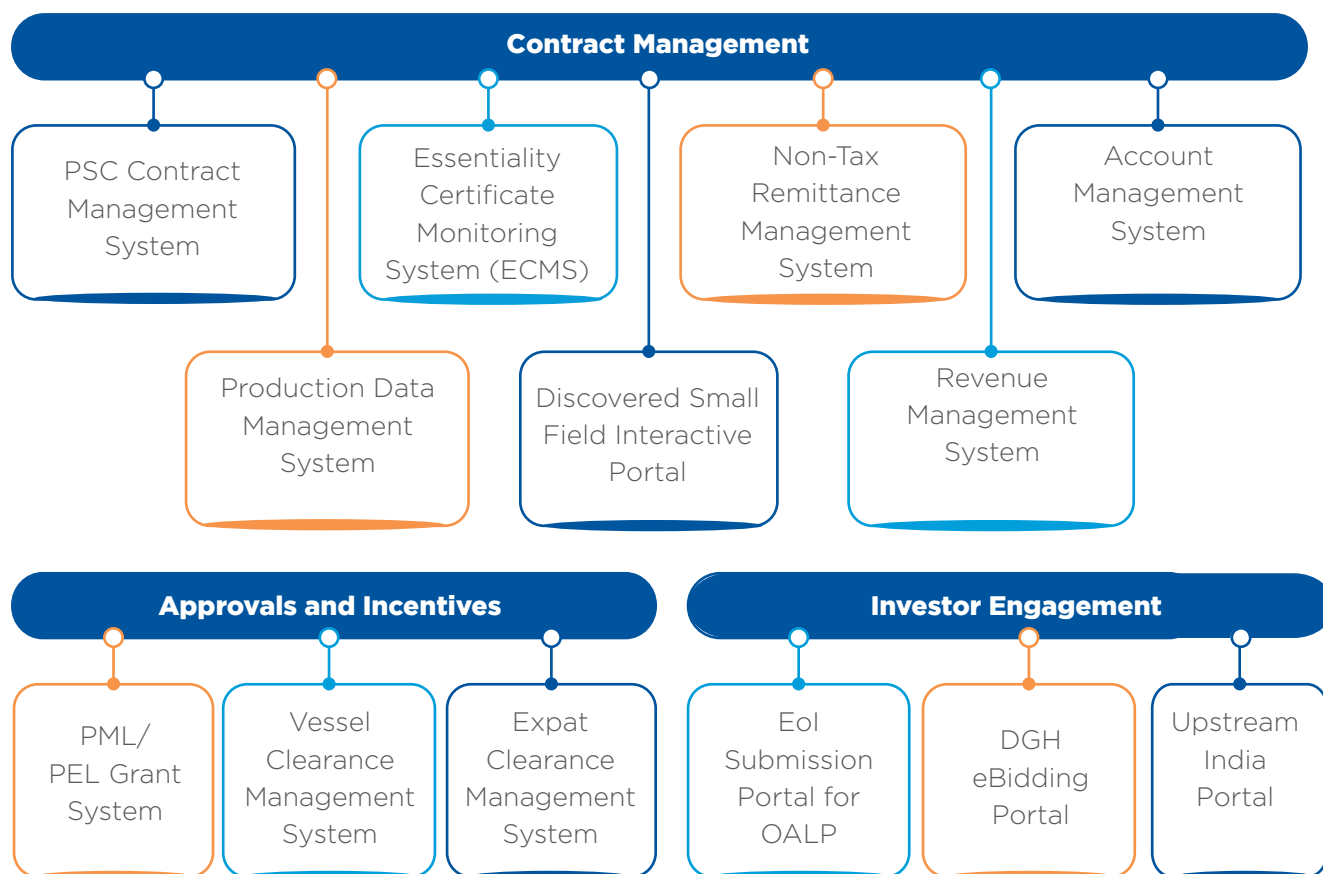 Contract Management
PSC Contract
Management
System
Essentiality
Certificate
Monitoring
System (ECMS)
Non-Tax
Remittance
Management
System
Account
Management
System
Production Data
Management
System
Discovered Small
Field Interactive
Portal
Revenue
Management
System
Approvals and Incentives
PML/
PEL Grant
System
Vessel
Clearance
Management
System
Expat
Clearance
Management
System
Investor Engagement
EoI
Submission
Portal for
OALP
DGH
eBidding
Portal
Upstream
India
Portal